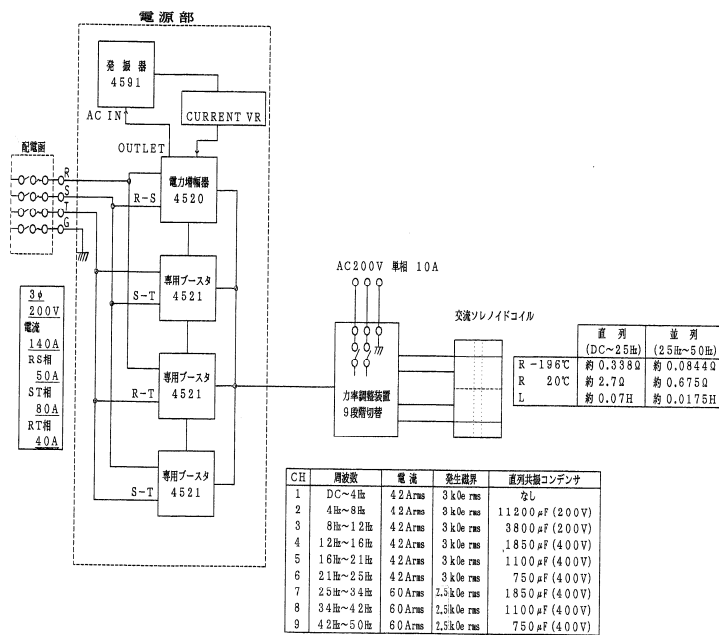 電源部
発振器
4591
AC IN
CURRENT VR
OUTLET
配電函
R
S
T
G
電力増幅器
4520
R-S
専用ブースタ
4521
S-T
専用ブースタ
4521
R-T
専用ブースタ
4521
S-T
3φ
200V
電流
140A
RS相
50A
ST相
80A
RT相
40A
AC200V 単相 10A
力率調整装置
9段階切替
交流ソレノイドコイル
直列 並列
(DC~25Hz) (25Hz~50Hz)
R -196℃ 約 0.338Ω 約 0.0844Ω
R 20℃ 約 2.7Ω 約 0.675Ω
L 約 0.07H 約 0.0175H
CH 周波数 電流 発生磁界 直列共振コンデンサ
1 DC~4Hz 42Arms 3kOe rms なし
2 4Hz~8Hz 42Arms 3kOe rms 11200μF(200V)
3 8Hz~12Hz 42Arms 3kOe rms 3800μF(200V)
4 12Hz~16Hz 42Arms 3kOe rms 1850μF(400V)
5 16Hz~21Hz 42Arms 3kOe rms 1100μF(400V)
6 21Hz~25Hz 42Arms 3kOe rms 750μF(400V)
7 25Hz~34Hz 60Arms 2.5kOe rms 1850μF(400V)
8 34Hz~42Hz 60Arms 2.5kOe rms 1100μF(400V)
9 42Hz~50Hz 60Arms 2.5kOe rms 750μF(400V)